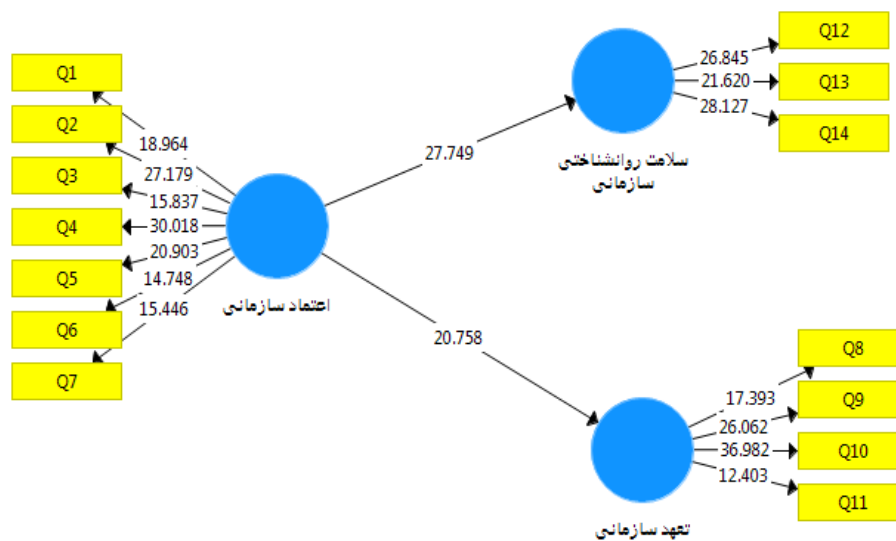 Q1
Q2
Q3
Q4
Q5
Q6
Q7
18.964
27.179
15.837
30.018
20.903
14.748
15.446
اعتماد سازمانی
27.749
20.758
سلامت روانشناختی
سازمانی
26.845
21.620
28.127
Q12
Q13
Q14
تعهد سازمانی
17.393
26.062
36.982
12.403
Q8
Q9
Q10
Q11